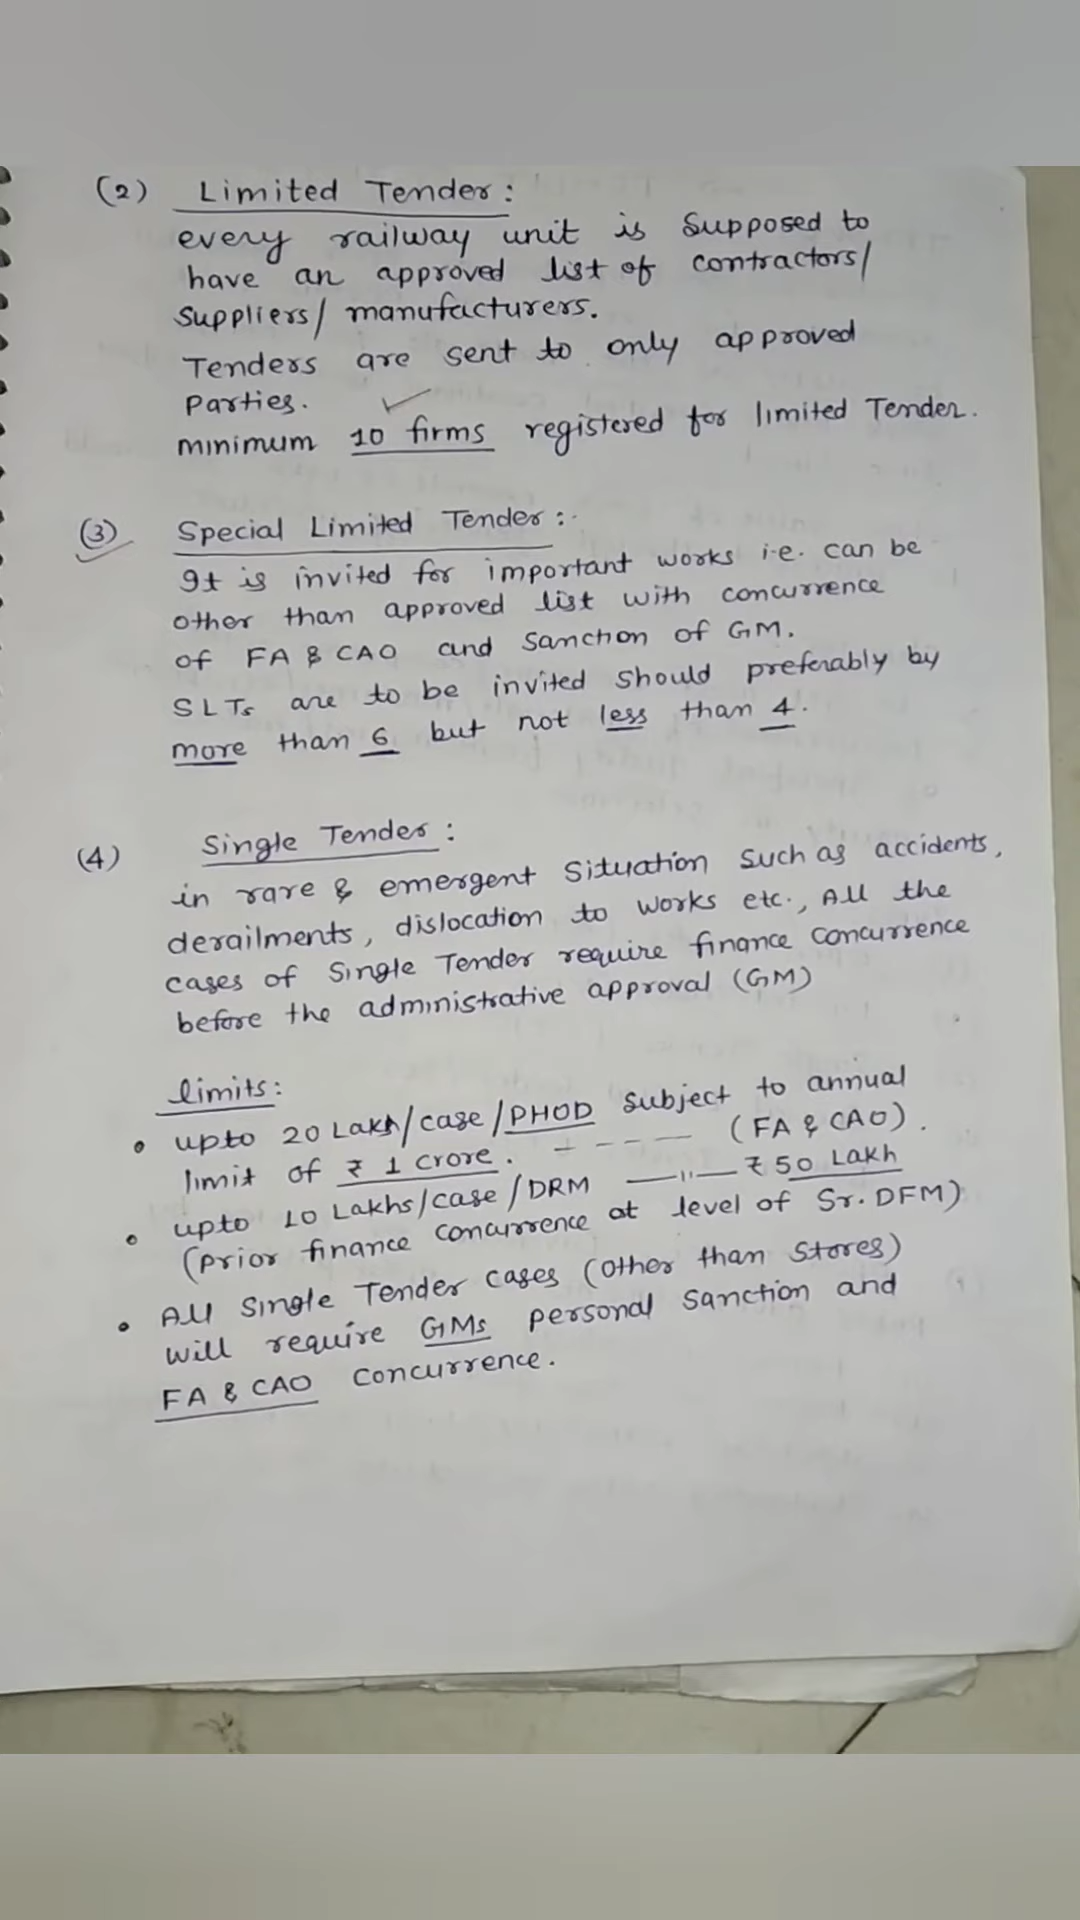 (2) Limited Tender:
every railway unit is supposed to
have an approved list of contractors/
suppliers/ manufacturers.
Tenders are sent to only approved
Parties.
minimum 10 firms registered for limited Tender.
(3) Special Limited Tender:-
It is invited for important works i.e. can be
other than approved list with concurrence
of FA & CAO and sanction of GM.
SLTs are to be invited should preferably by
more than 6 but not less than 4.
(4) Single Tender:
in rare & emergent situation such as accidents,
derailments, dislocation to works etc., All the
cases of Single Tender require finance concurrence
before the administrative approval (GM)
limits:
• upto 20 Lakh/case/PHOD subject to annual
limit of ₹ 1 crore. + - - - - (FA & CAO).
• upto 10 Lakhs/case/DRM —〃— ₹ 50 Lakh
(prior finance concurrence at level of Sr. DFM)
• All Single Tender cases (other than stores)
will require GMs personal sanction and
FA & CAO concurrence.